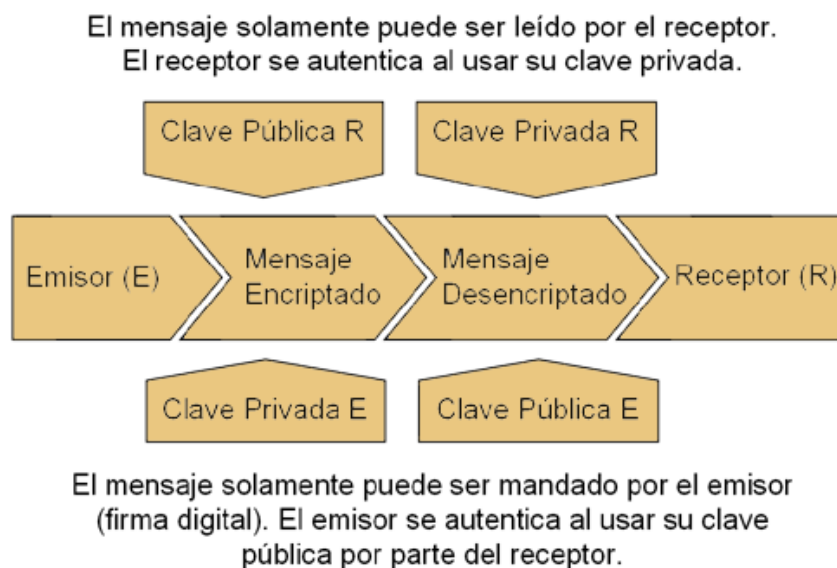 El mensaje solamente puede ser leído por el receptor.
El receptor se autentica al usar su clave privada.
Clave Pública R
Clave Privada R
Emisor (E)
Mensaje
Encriptado
Mensaje
Desencriptado
Receptor (R)
Clave Privada E
Clave Pública E
El mensaje solamente puede ser mandado por el emisor
(firma digital). El emisor se autentica al usar su clave
pública por parte del receptor.